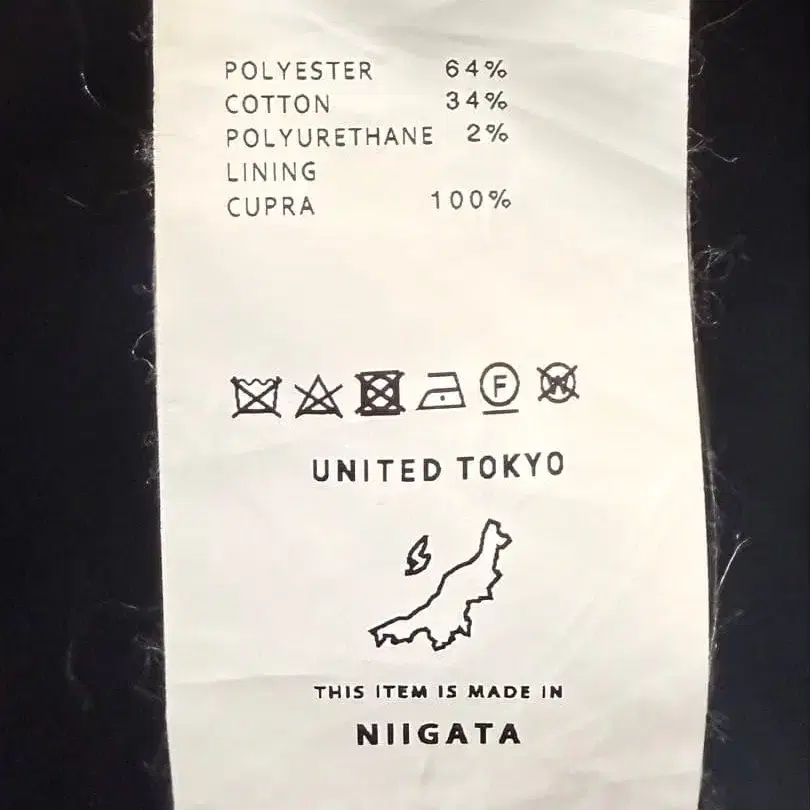 POLYESTER 64%
COTTON 34%
POLYURETHANE 2%
LINING
CUPRA 100%
F W
UNITED TOKYO
THIS ITEM IS MADE IN
NIIGATA